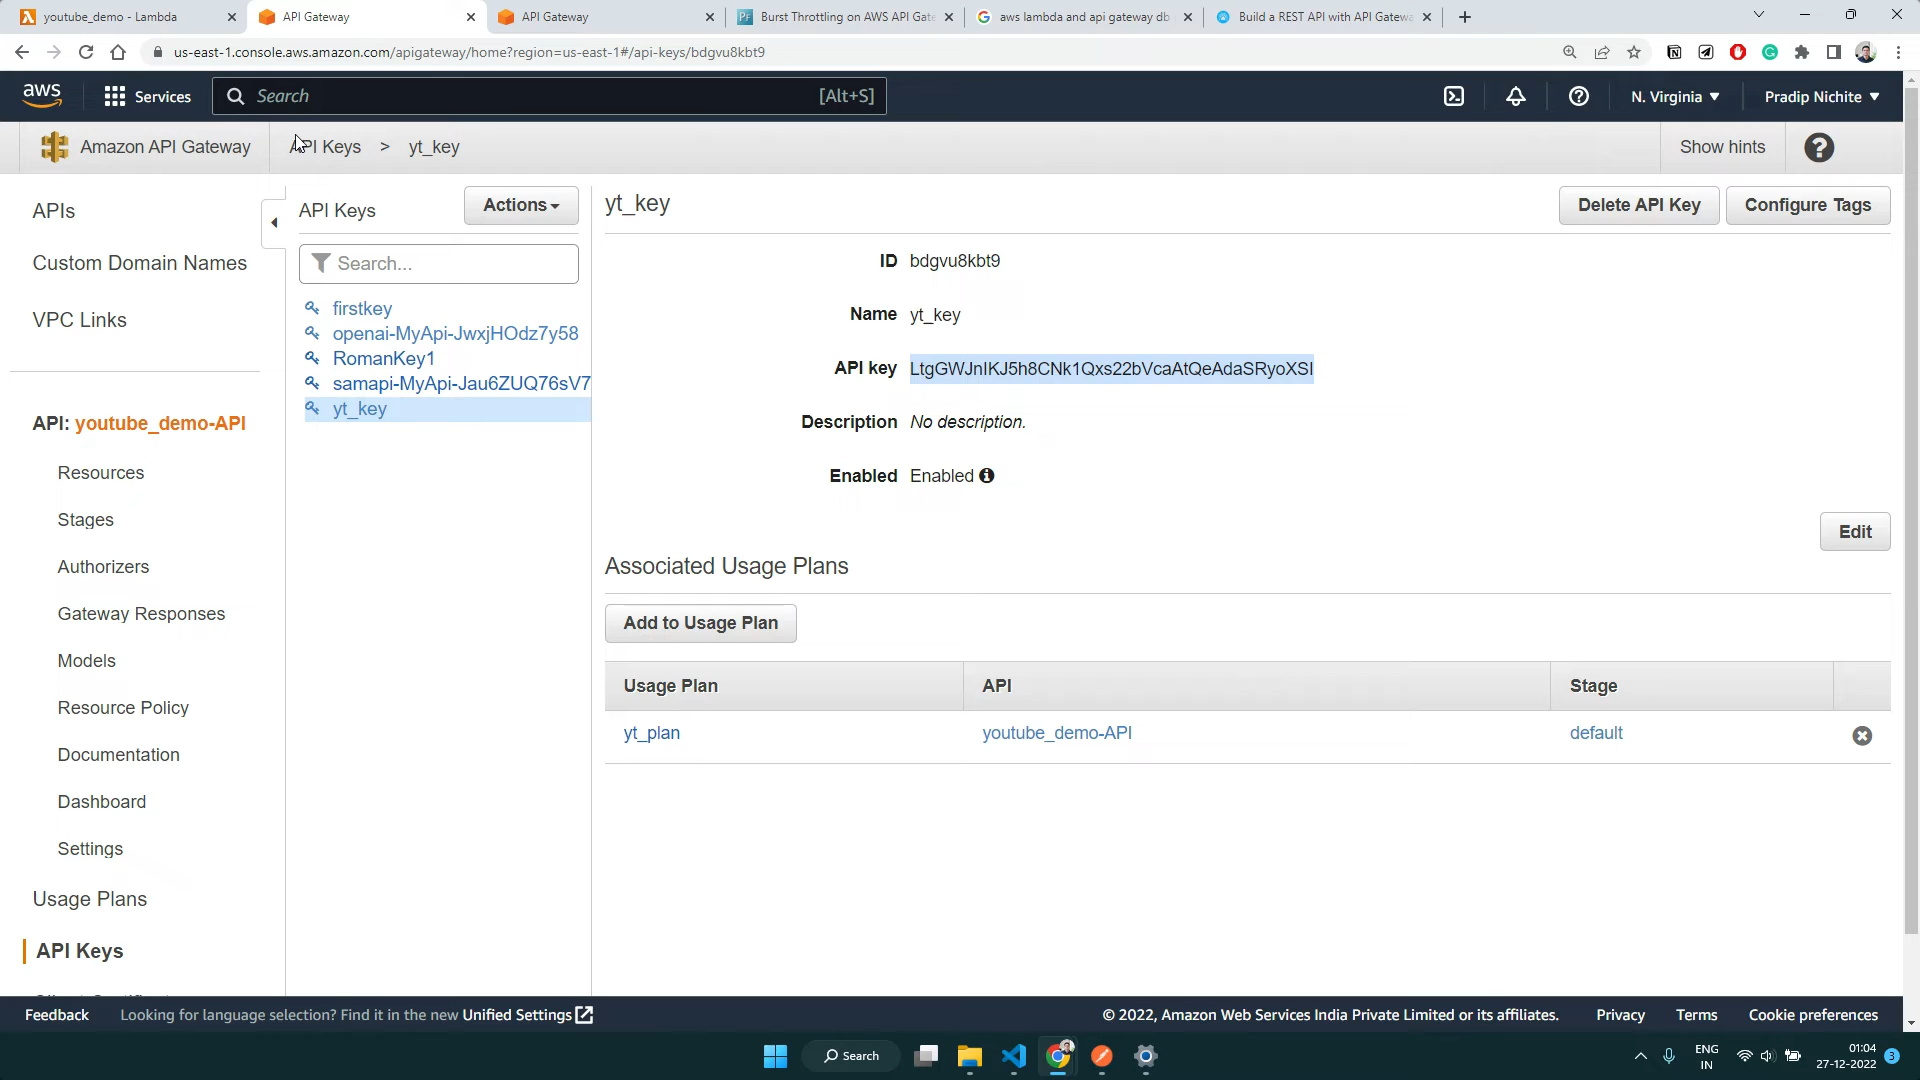 youtube_demo - Lambda
API Gateway
API Gateway
Burst Throttling on AWS API Gate
aws lambda and api gateway db
Build a REST API with API Gatewa
us-east-1.console.aws.amazon.com/apigateway/home?region=us-east-1#/api-keys/bdgvu8kbt9
aws
Services
Search
[Alt+S]
N. Virginia
Pradip Nichite
Amazon API Gateway
API Keys > yt_key
Show hints
APIs
Custom Domain Names
VPC Links
API: youtube_demo-API
Resources
Stages
Authorizers
Gateway Responses
Models
Resource Policy
Documentation
Dashboard
Settings
Usage Plans
API Keys
API Keys
Actions
Search...
firstkey
openai-MyApi-JwxjHOdz7y58
RomanKey1
samapi-MyApi-Jau6ZUQ76sV7
yt_key
yt_key
Delete API Key
Configure Tags
ID bdgvu8kbt9
Name yt_key
API key LtgGWJnIKJ5h8CNk1Qxs22bVcaAtQeAdaSRyoXSI
Description No description.
Enabled Enabled
Edit
Associated Usage Plans
Add to Usage Plan
Usage Plan API Stage
yt_plan youtube_demo-API default
Feedback
Looking for language selection? Find it in the new Unified Settings
© 2022, Amazon Web Services India Private Limited or its affiliates.
Privacy
Terms
Cookie preferences
Search
ENG
IN
01:04
27-12-2022
3